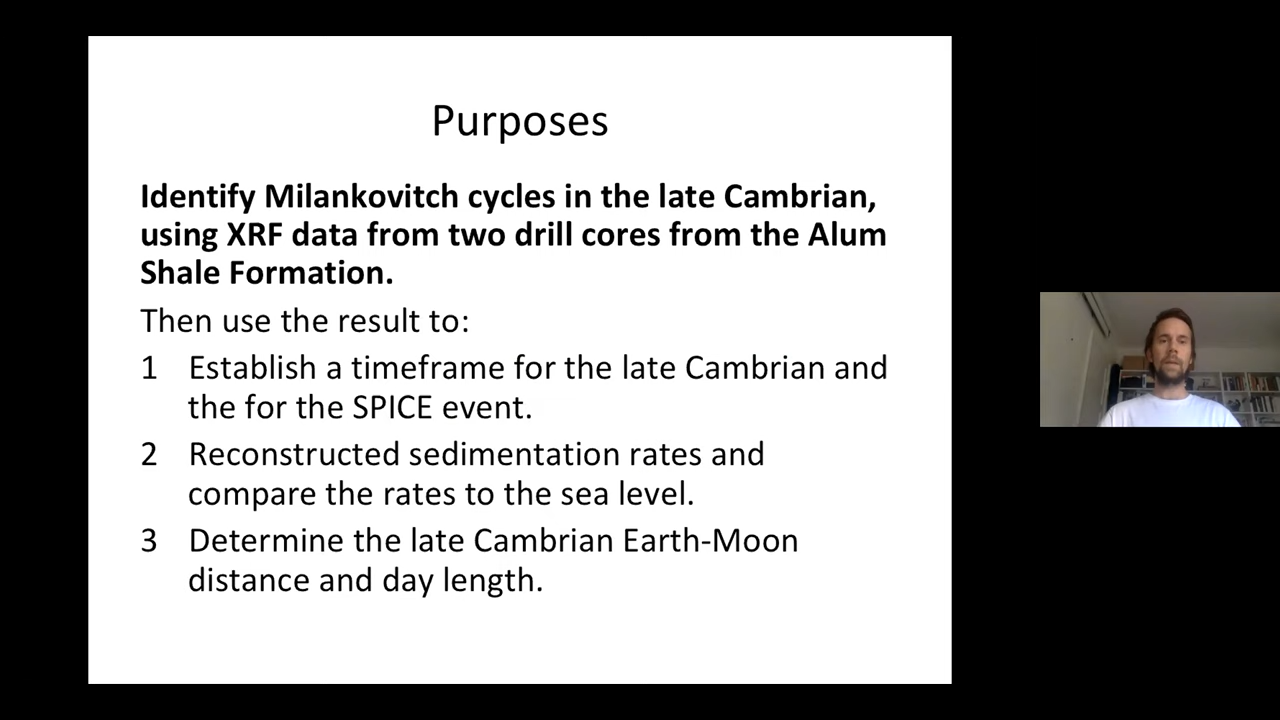 Purposes
Identify Milankovitch cycles in the late Cambrian,
using XRF data from two drill cores from the Alum
Shale Formation.
Then use the result to:
1 Establish a timeframe for the late Cambrian and
the for the SPICE event.
2 Reconstructed sedimentation rates and
compare the rates to the sea level.
3 Determine the late Cambrian Earth-Moon
distance and day length.